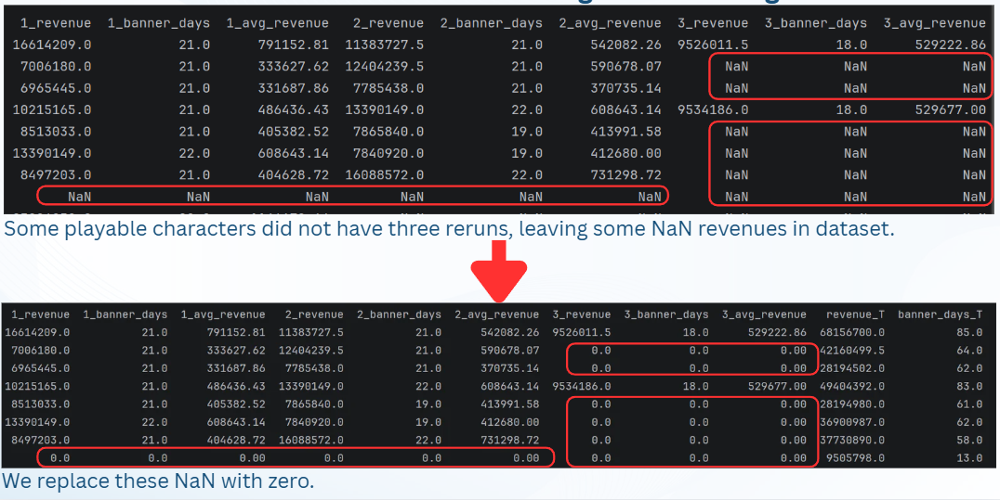 1_revenue 1_banner_days 1_avg_revenue 2_revenue 2_banner_days 2_avg_revenue 3_revenue 3_banner_days 3_avg_revenue
16614209.0 21.0 791152.81 11383727.5 21.0 542082.26 9526011.5 18.0 529222.86
7006180.0 21.0 333627.62 12404239.5 21.0 590678.07 NaN NaN NaN
6965445.0 21.0 331687.86 7785438.0 21.0 370735.14 NaN NaN NaN
10215165.0 21.0 486436.43 13390149.0 22.0 608643.14 9534186.0 18.0 529677.00
8513033.0 21.0 405382.52 7865840.0 19.0 413991.58 NaN NaN NaN
13390149.0 22.0 608643.14 7840920.0 19.0 412680.00 NaN NaN NaN
8497203.0 21.0 404628.72 16088572.0 22.0 731298.72 NaN NaN NaN
NaN NaN NaN NaN NaN NaN NaN NaN NaN
Some playable characters did not have three reruns, leaving some NaN revenues in dataset.
1_revenue 1_banner_days 1_avg_revenue 2_revenue 2_banner_days 2_avg_revenue 3_revenue 3_banner_days 3_avg_revenue revenue_T banner_days_T
16614209.0 21.0 791152.81 11383727.5 21.0 542082.26 9526011.5 18.0 529222.86 68156700.0 85.0
7006180.0 21.0 333627.62 12404239.5 21.0 590678.07 0.0 0.0 0.00 42160499.5 64.0
6965445.0 21.0 331687.86 7785438.0 21.0 370735.14 0.0 0.0 0.00 28194502.0 62.0
10215165.0 21.0 486436.43 13390149.0 22.0 608643.14 9534186.0 18.0 529677.00 49404392.0 83.0
8513033.0 21.0 405382.52 7865840.0 19.0 413991.58 0.0 0.0 0.00 28194980.0 61.0
13390149.0 22.0 608643.14 7840920.0 19.0 412680.00 0.0 0.0 0.00 36900987.0 62.0
8497203.0 21.0 404628.72 16088572.0 22.0 731298.72 0.0 0.0 0.00 37730890.0 58.0
0.0 0.0 0.00 0.0 0.0 0.00 0.0 0.0 0.00 9505798.0 13.0
We replace these NaN with zero.